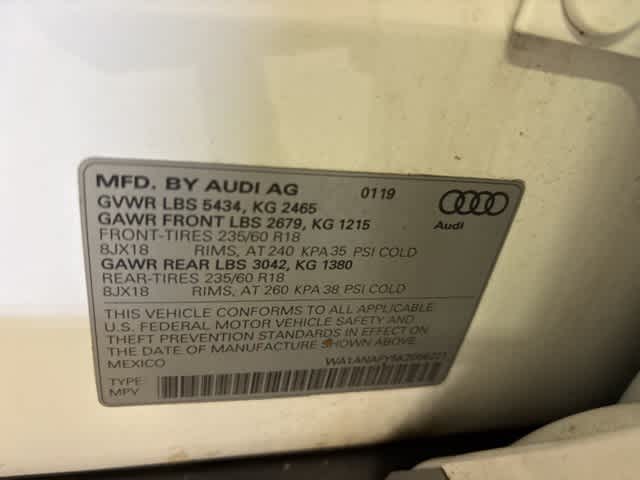 MFD. BY AUDI AG 0119
GVWR LBS 5434, KG 2465
GAWR FRONT LBS 2679, KG 1215
FRONT-TIRES 235/60 R18
8JX18 RIMS, AT 240 KPA 35 PSI COLD
GAWR REAR LBS 3042, KG 1380
REAR-TIRES 235/60 R18
8JX18 RIMS, AT 260 KPA 38 PSI COLD
Audi
THIS VEHICLE CONFORMS TO ALL APPLICABLE
U.S. FEDERAL MOTOR VEHICLE SAFETY AND
THEFT PREVENTION STANDARDS IN EFFECT ON
THE DATE OF MANUFACTURE SHOWN ABOVE.
MEXICO
TYPE:
MPV